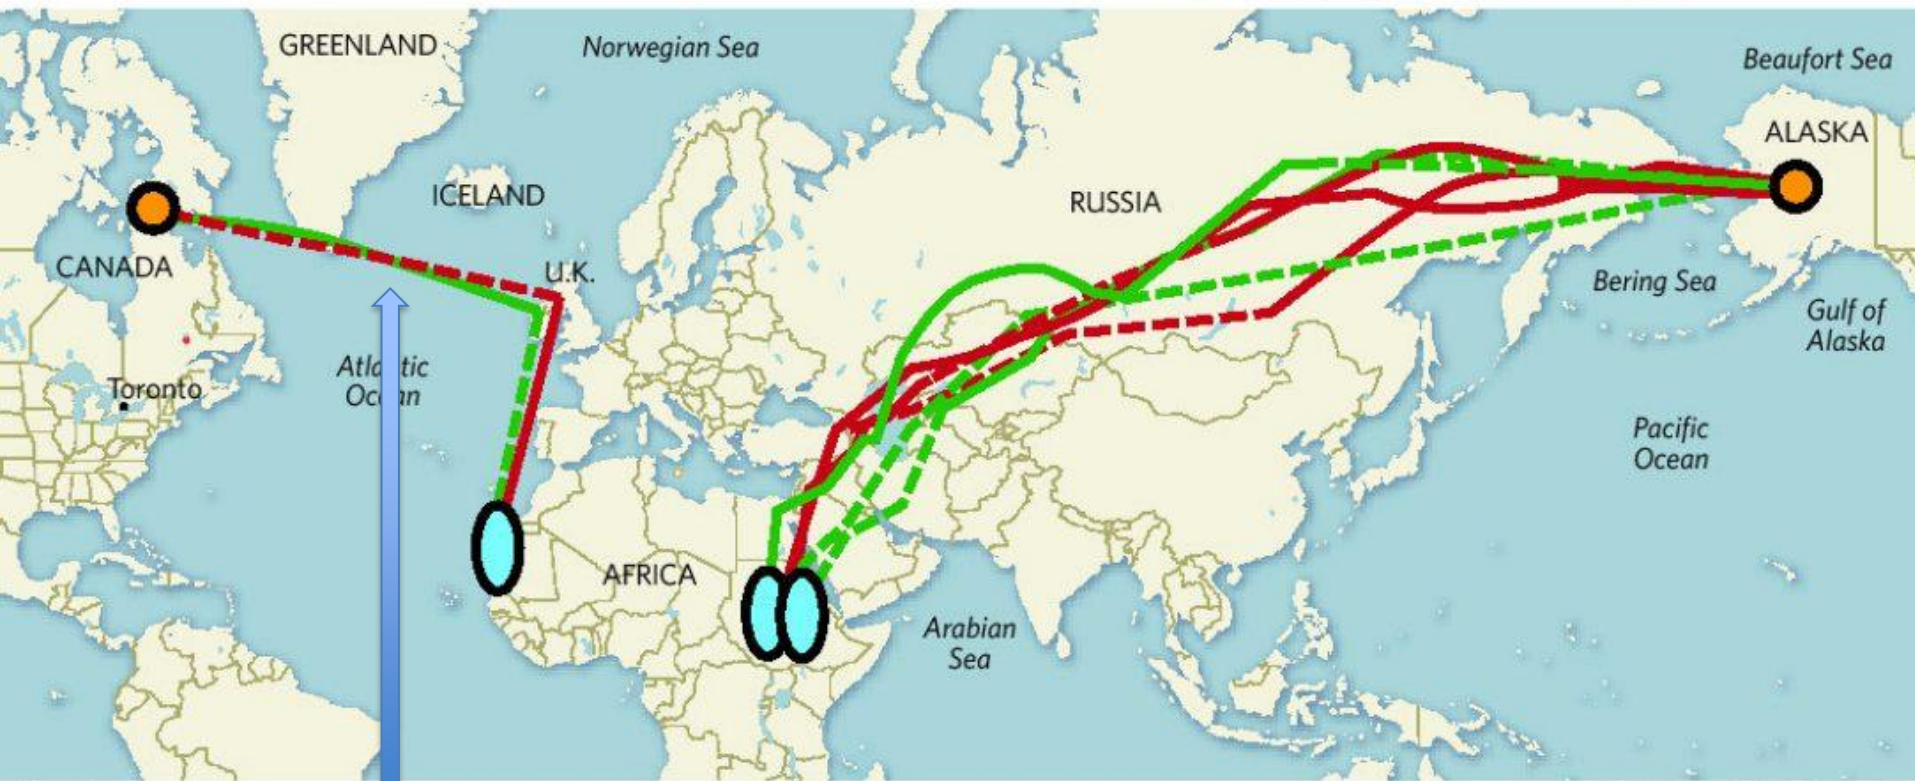 GREENLAND
Norwegian Sea
Beaufort Sea
ALASKA
ICELAND
RUSSIA
CANADA
U.K.
Bering Sea
Gulf of
Alaska
Atlantic
Ocean
Toronto
Pacific
Ocean
AFRICA
Arabian
Sea